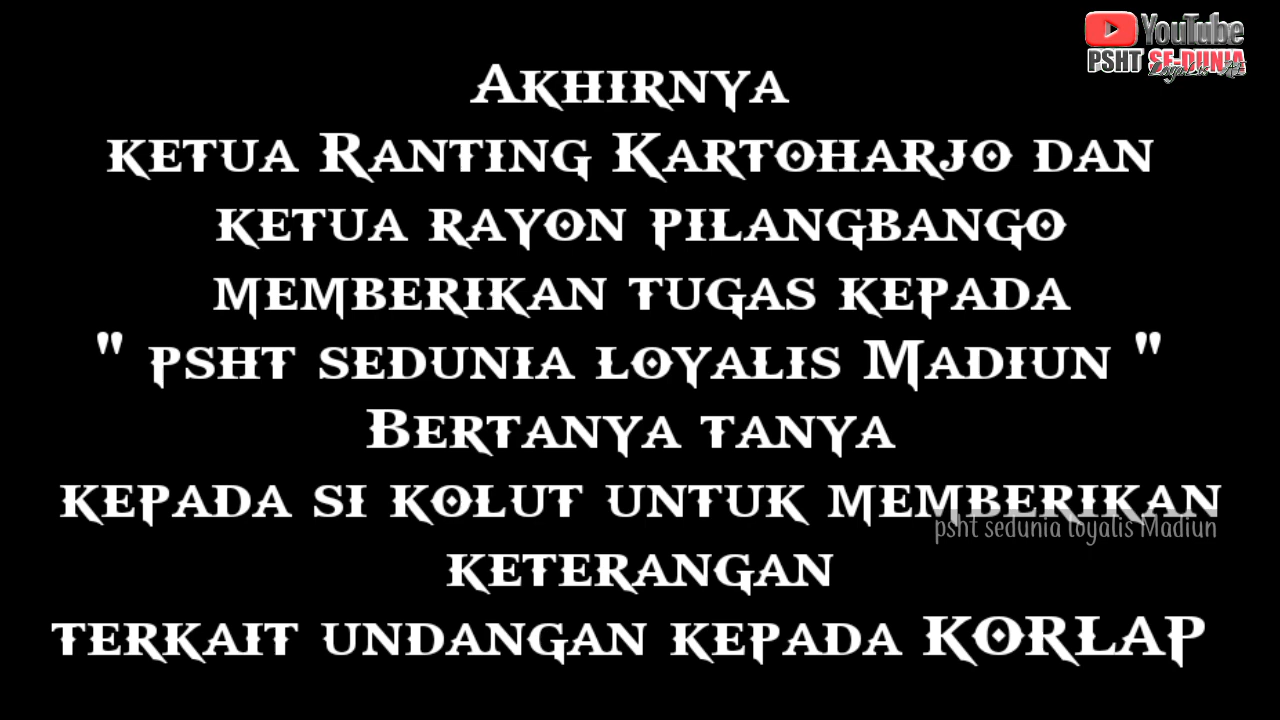 YouTube
PSHT SE-DUNIA
Akhirnya
ketua Ranting Kartoharjo dan
ketua rayon pilangbango
memberikan tugas kepada
" psht sedunia loyalis Madiun "
Bertanya tanya
kepada si kolut untuk memberikan
psht sedunia loyalis Madiun
keterangan
terkait undangan kepada KORLAP